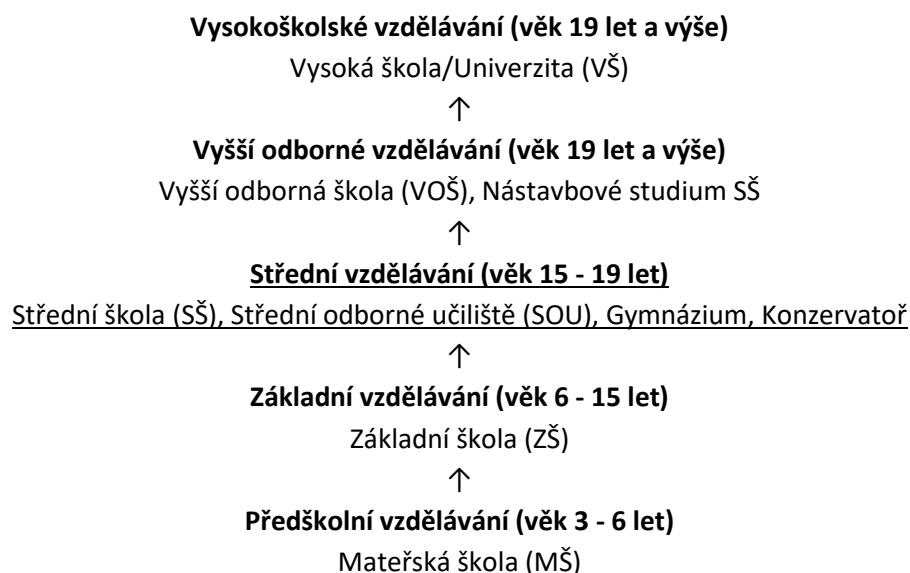 Vysokoškolské vzdělávání (věk 19 let a výše)
Vysoká škola/Univerzita (VŠ)
↑
Vyšší odborné vzdělávání (věk 19 let a výše)
Vyšší odborná škola (VOŠ), Nástavbové studium SŠ
↑
Střední vzdělávání (věk 15 - 19 let)
Střední škola (SŠ), Střední odborné učiliště (SOU), Gymnázium, Konzervatoř
↑
Základní vzdělávání (věk 6 - 15 let)
Základní škola (ZŠ)
↑
Předškolní vzdělávání (věk 3 - 6 let)
Mateřská škola (MŠ)